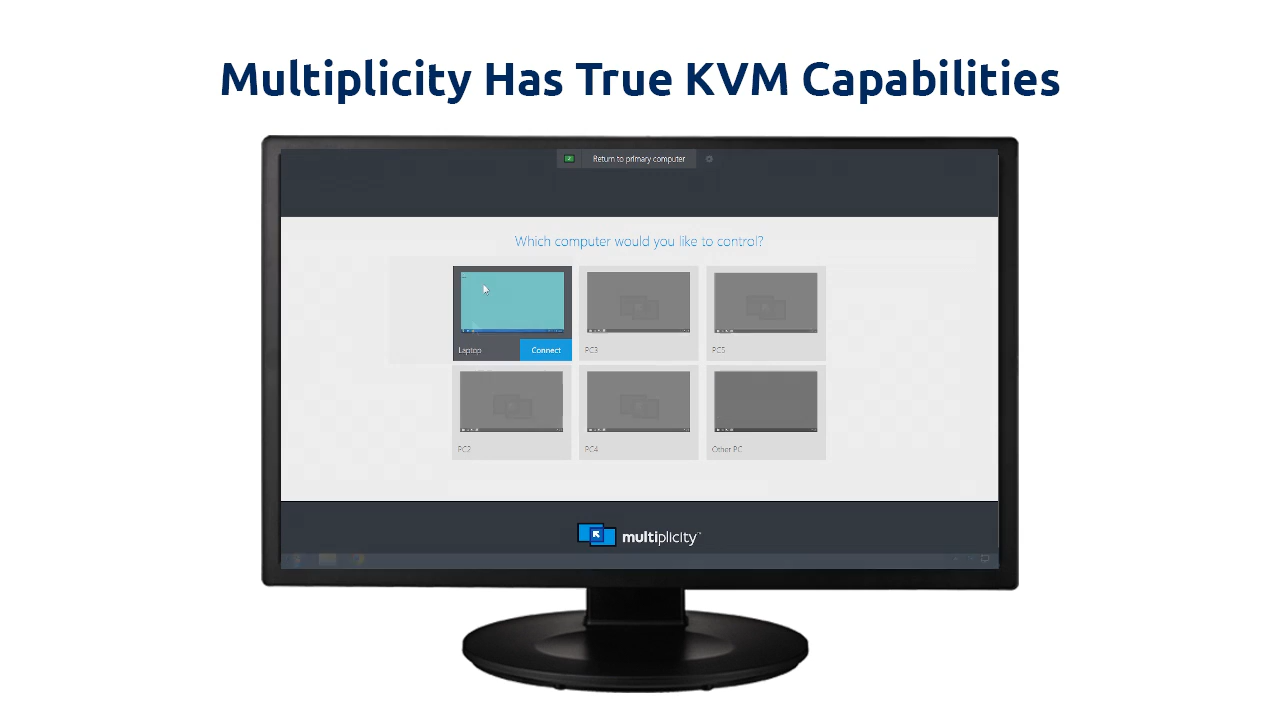 Multiplicity Has True KVM Capabilities
Return to primary computer
Which computer would you like to control?
Laptop
Connect
PC3
PC5
PC2
PC4
Other PC
multiplicity™